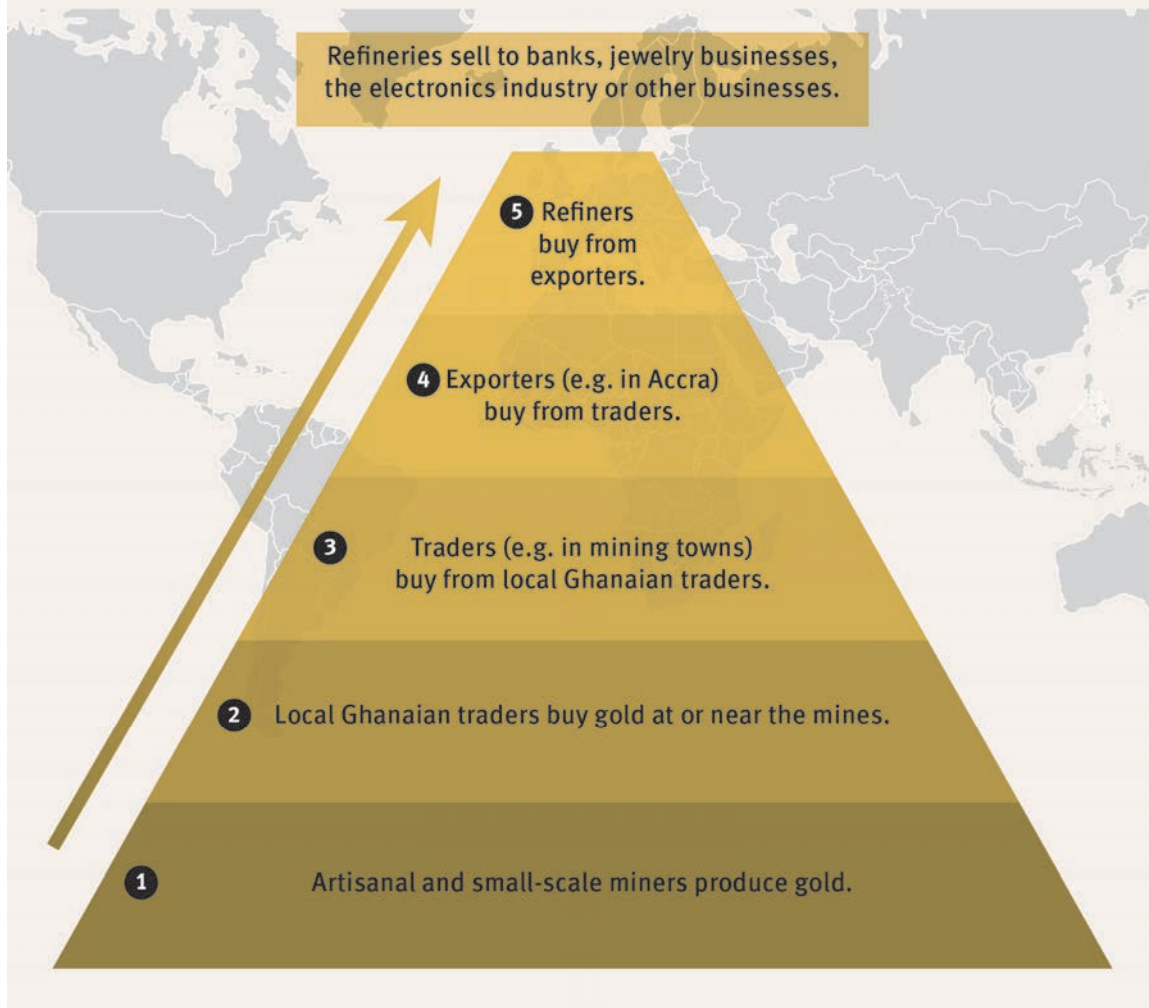 Refineries sell to banks, jewelry businesses,
the electronics industry or other businesses.
5 Refiners
buy from
exporters.
4 Exporters (e.g. in Accra)
buy from traders.
3 Traders (e.g. in mining towns)
buy from local Ghanaian traders.
2 Local Ghanaian traders buy gold at or near the mines.
1 Artisanal and small-scale miners produce gold.